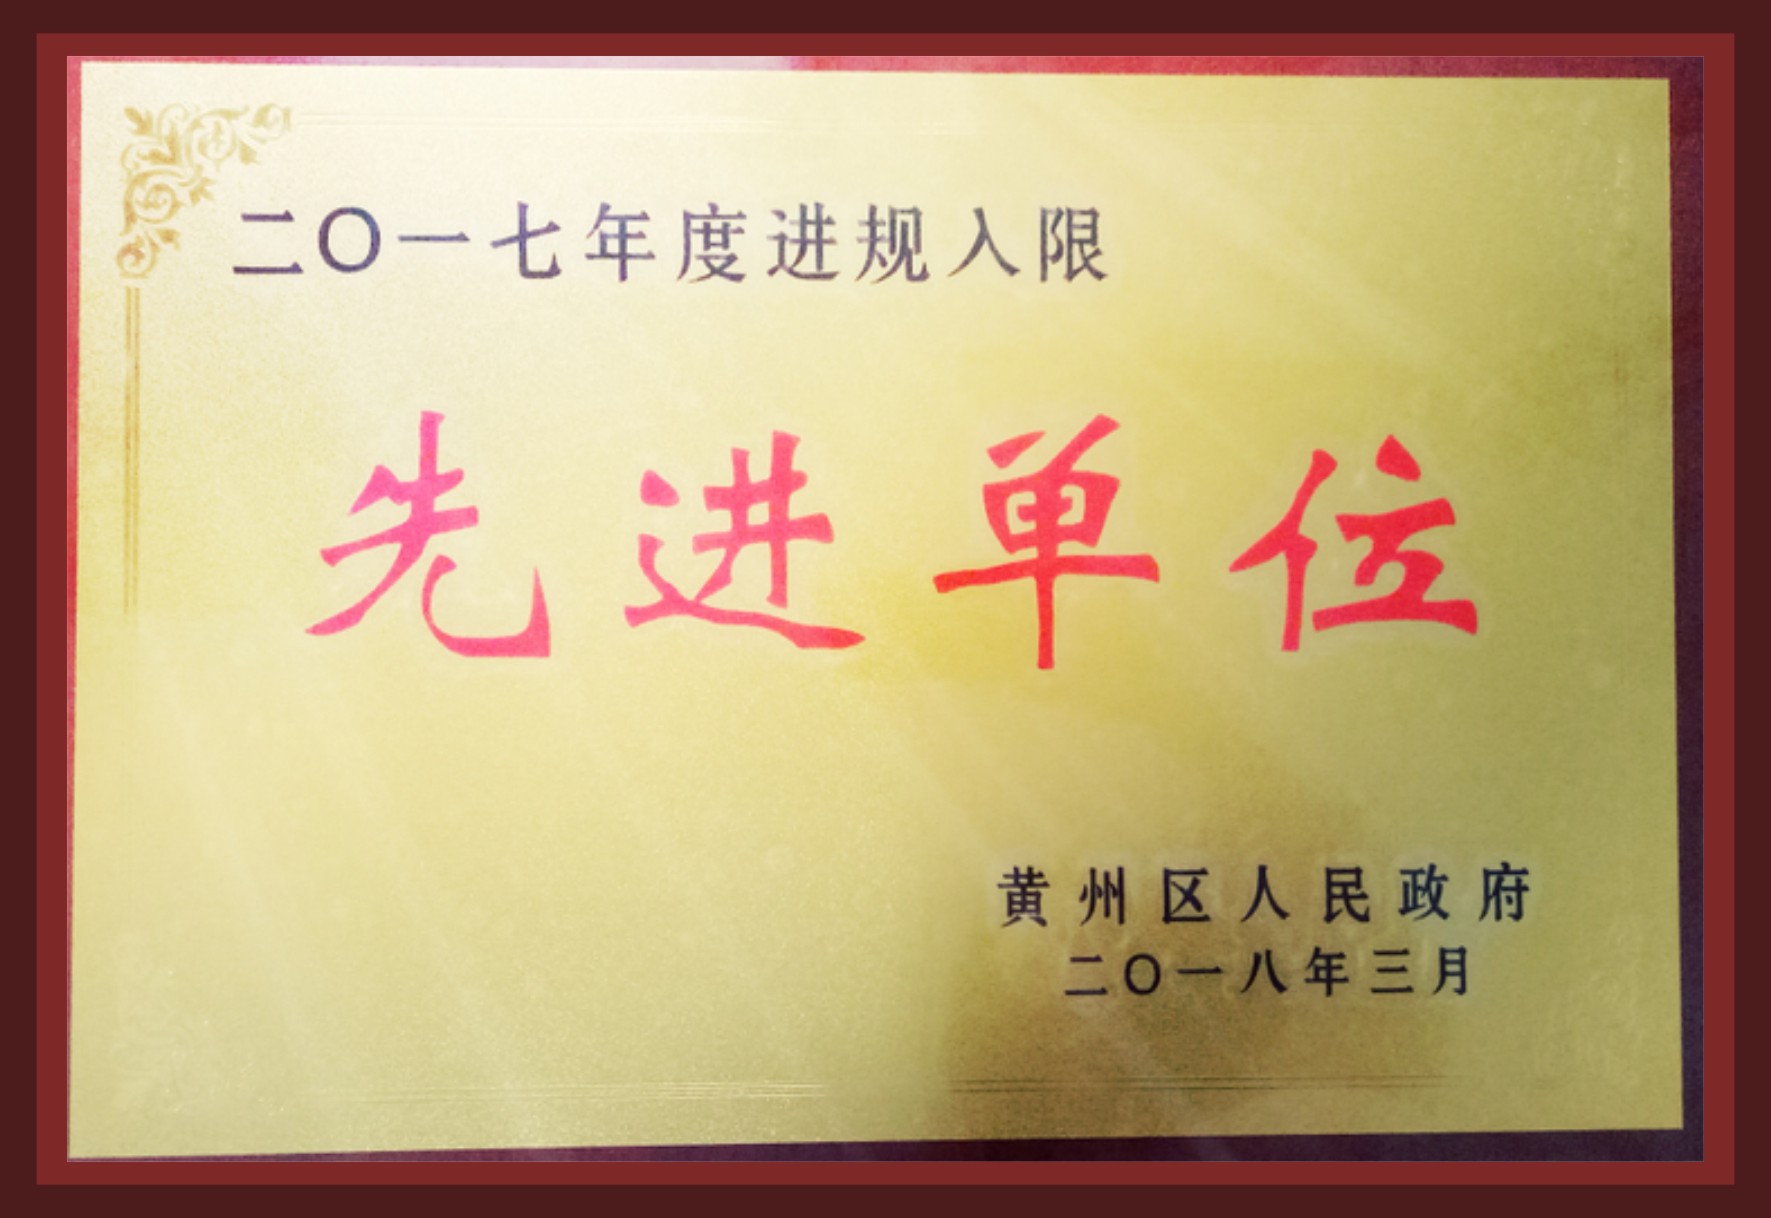 二〇一七年度进规入限
先进单位
黄州区人民政府
二〇一八年三月